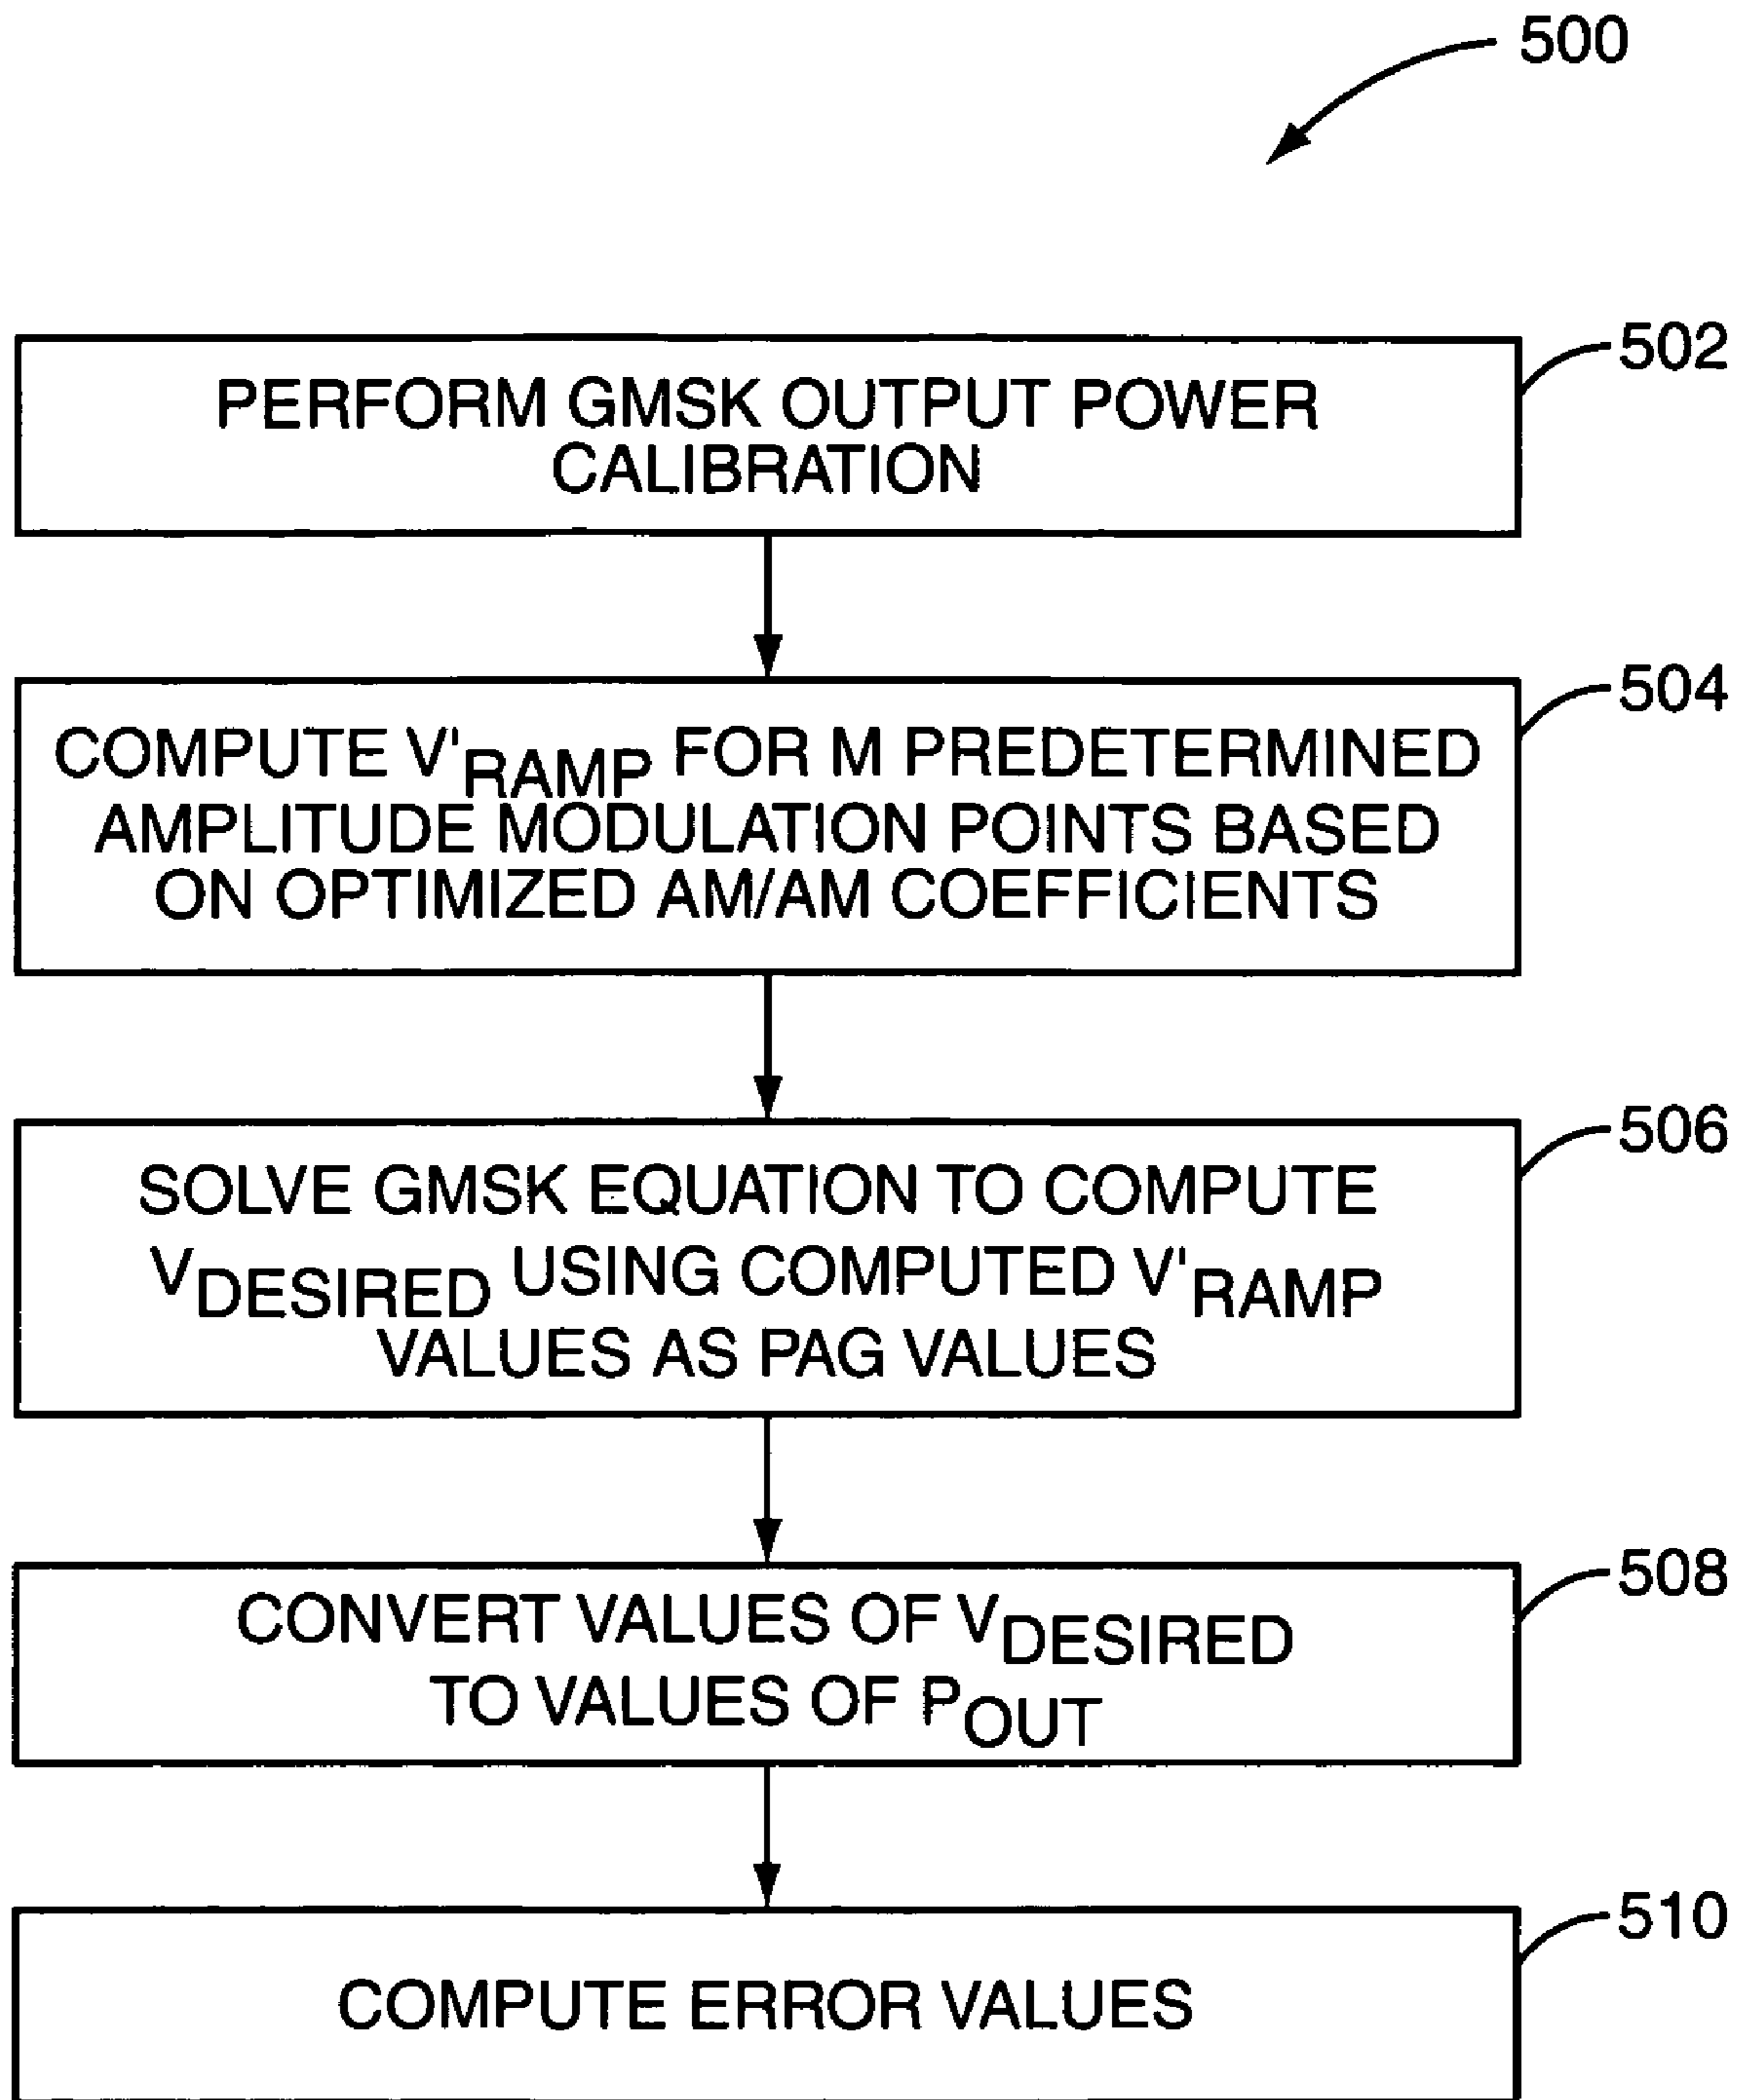 500
502
PERFORM GMSK OUTPUT POWER
CALIBRATION
504
COMPUTE V'RAMP FOR M PREDETERMINED
AMPLITUDE MODULATION POINTS BASED
ON OPTIMIZED AM/AM COEFFICIENTS
506
SOLVE GMSK EQUATION TO COMPUTE
VDESIRED USING COMPUTED V'RAMP
VALUES AS PAG VALUES
508
CONVERT VALUES OF VDESIRED
TO VALUES OF POUT
510
COMPUTE ERROR VALUES